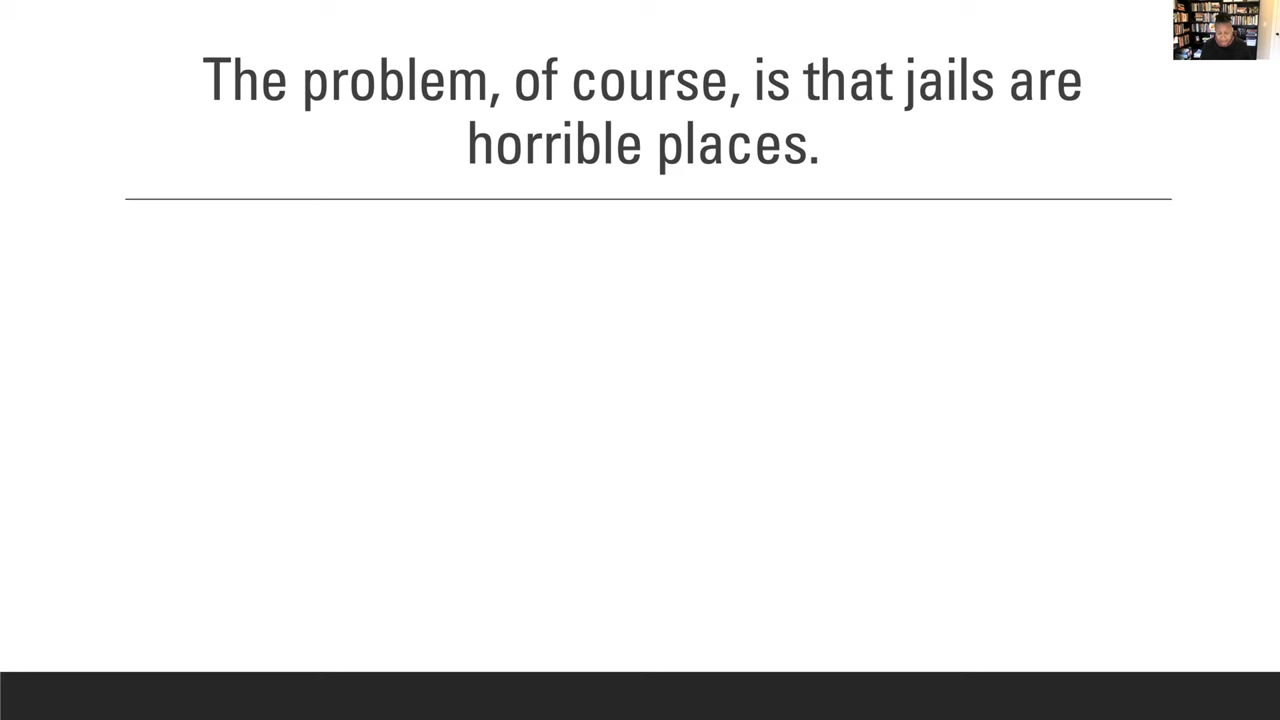 The problem, of course, is that jails are
horrible places.